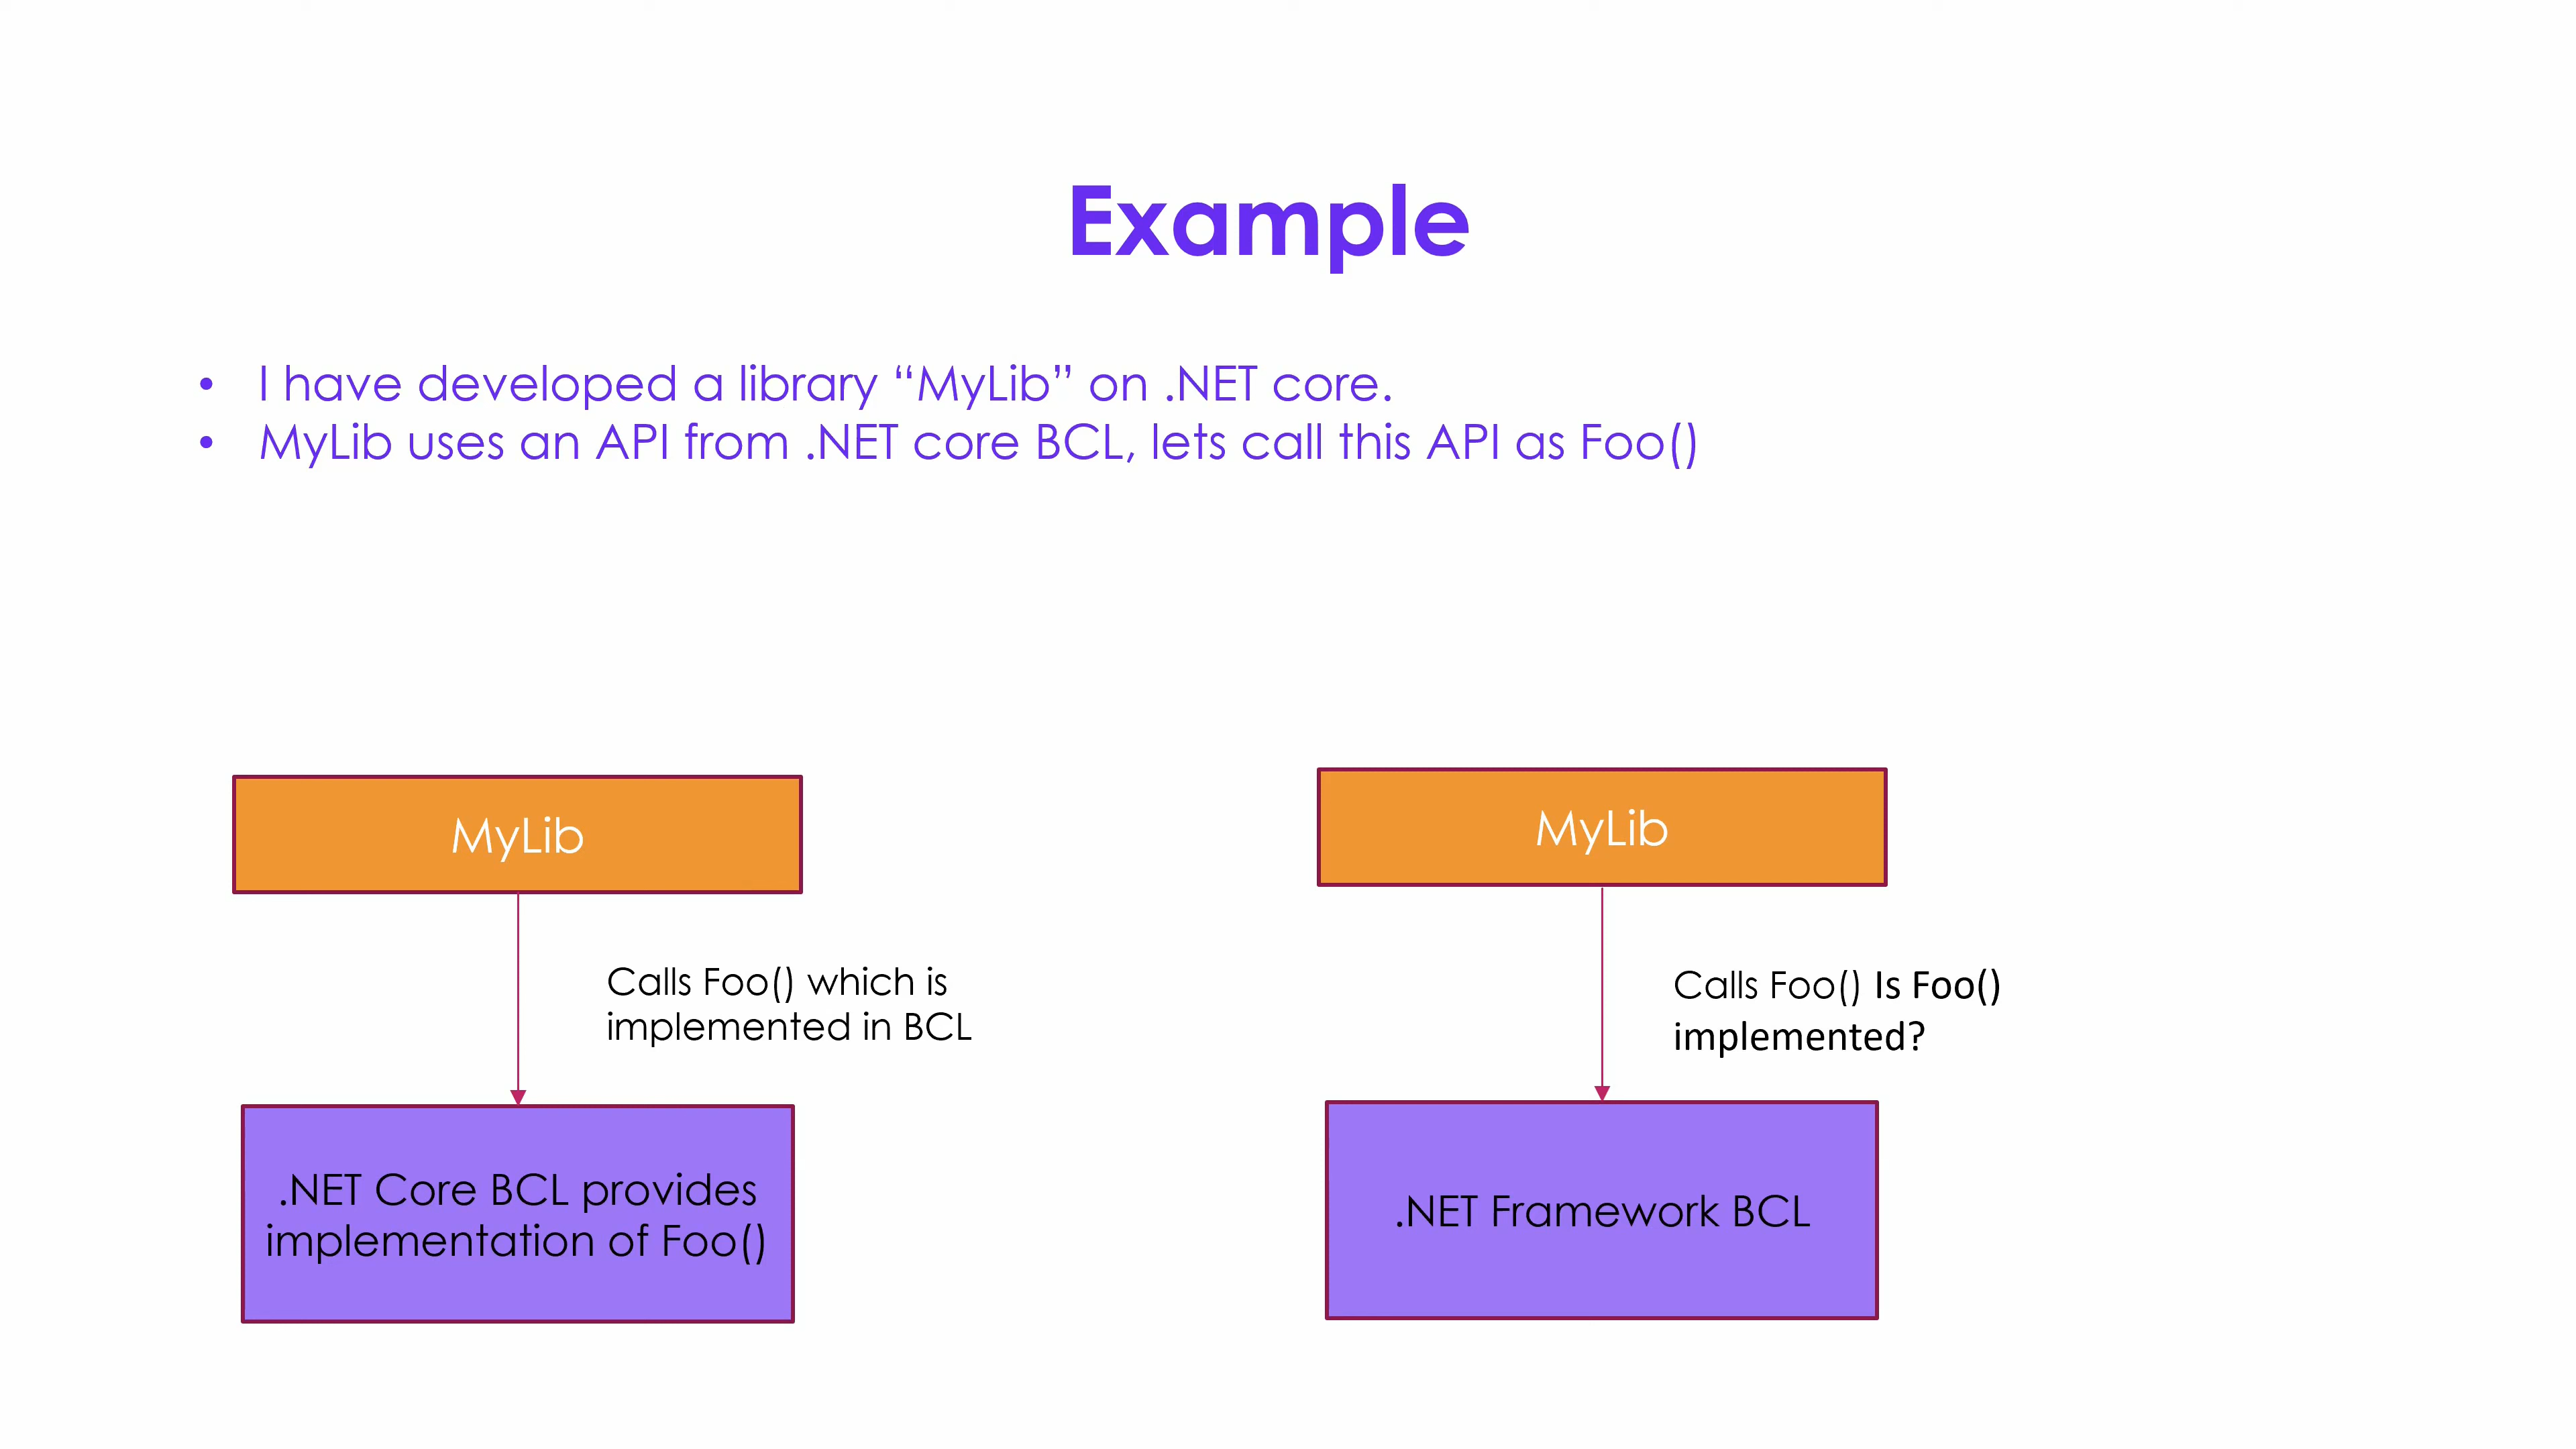 Example
• I have developed a library “MyLib” on .NET core.
• MyLib uses an API from .NET core BCL, lets call this API as Foo()
MyLib
Calls Foo() which is
implemented in BCL
.NET Core BCL provides
implementation of Foo()
MyLib
Calls Foo() Is Foo()
implemented?
.NET Framework BCL